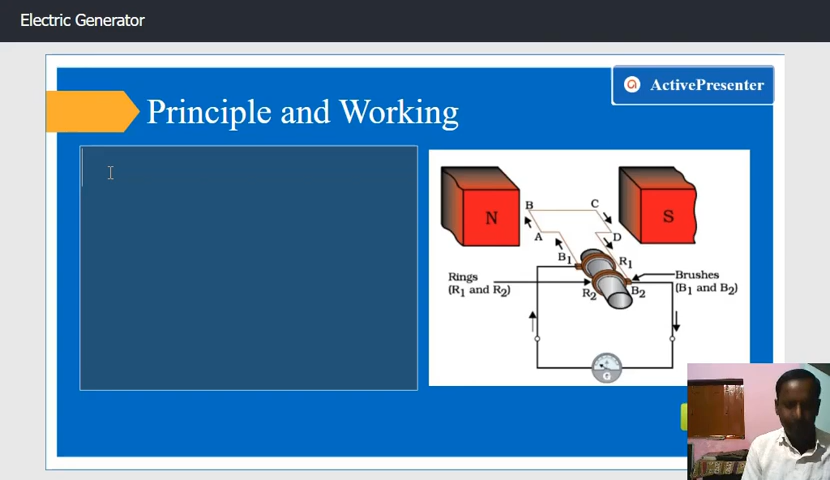 Electric Generator
ActivePresenter
Principle and Working
N
S
B
C
A
D
B1
R1
Rings
(R1 and R2)
R2
B2
Brushes
(B1 and B2)
G